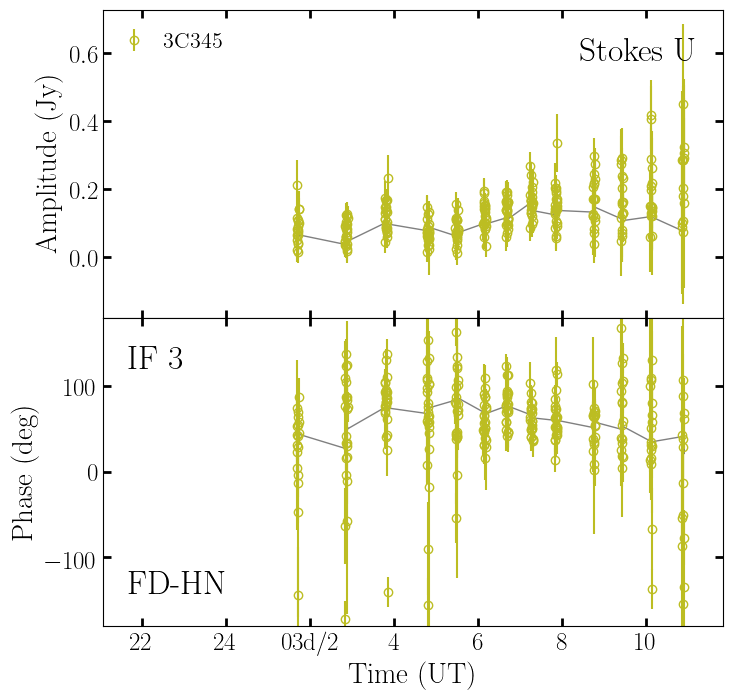 3C345
Stokes U
0.6
0.4
0.2
0.0
Amplitude (Jy)
IF 3
100
0
−100
Phase (deg)
FD-HN
22 24 03d/2 4 6 8 10
Time (UT)